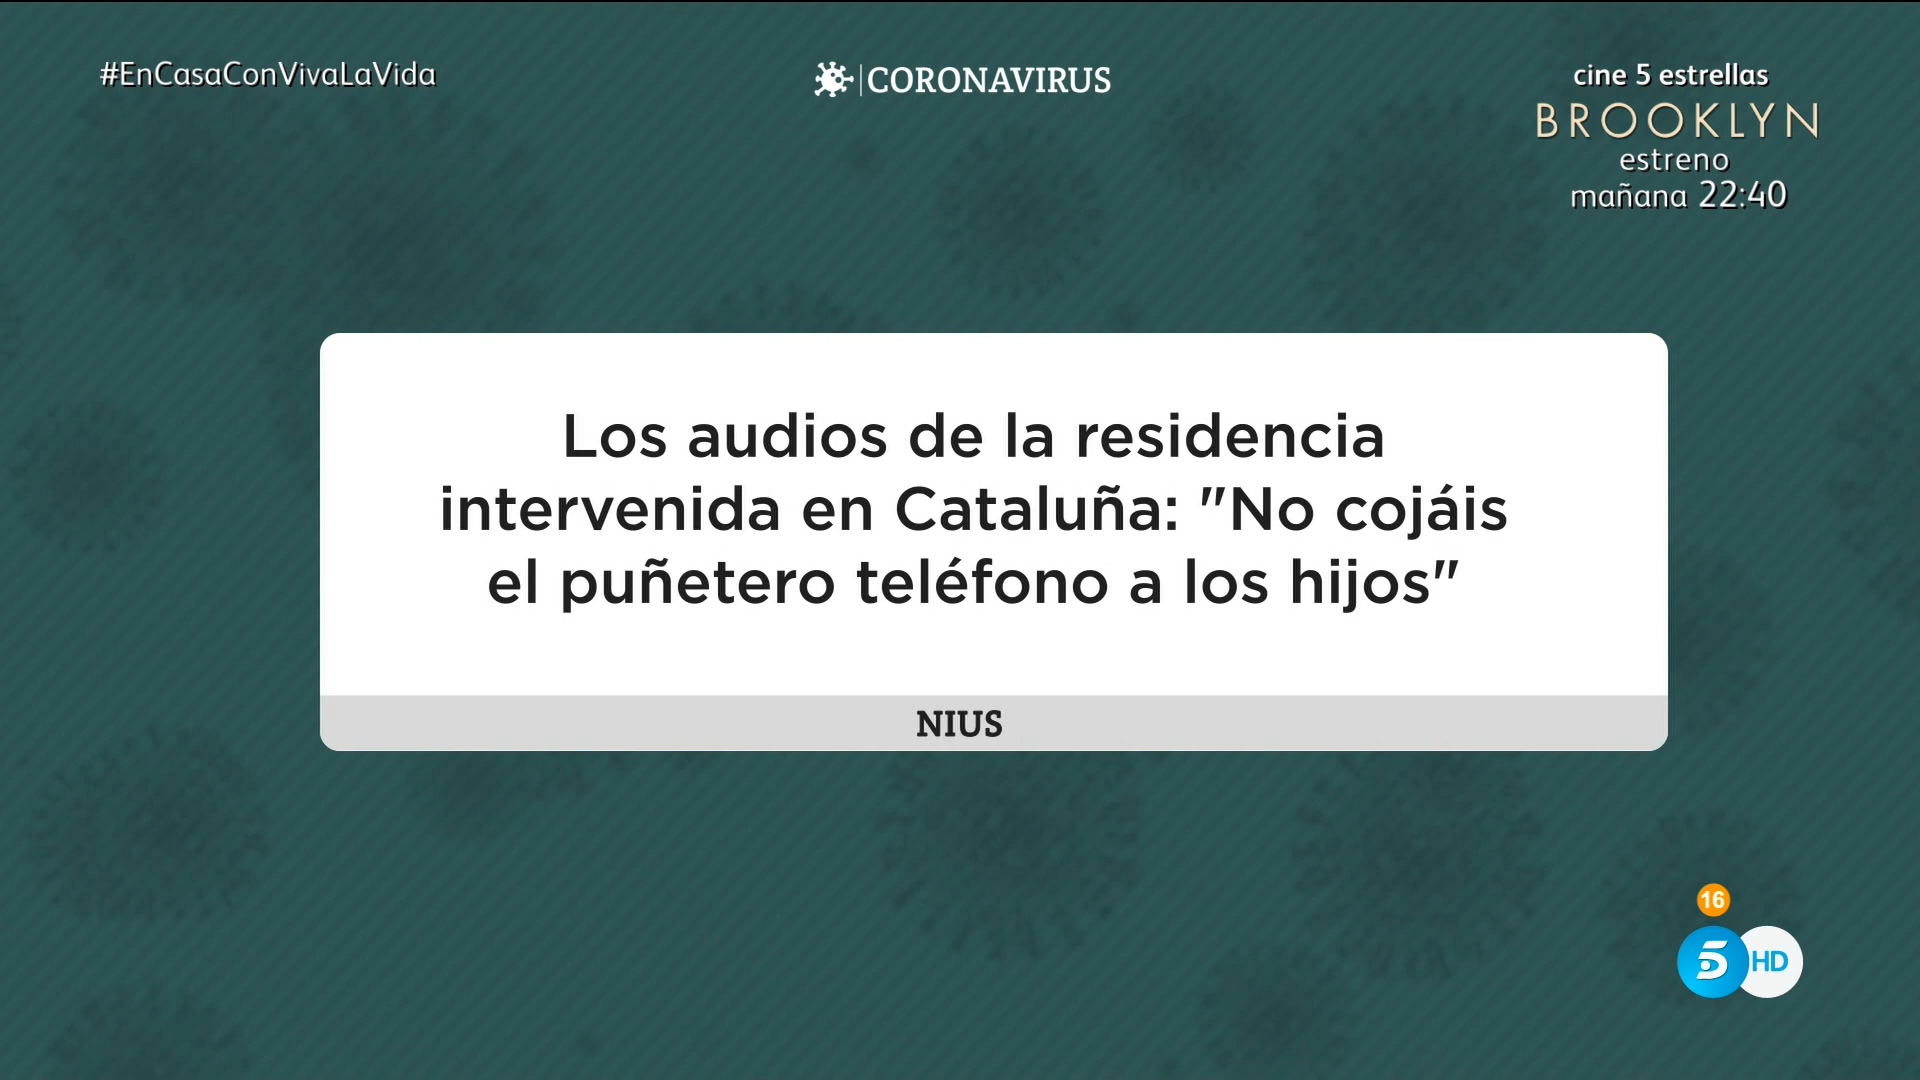 #EnCasaConVivaLaVida
CORONAVIRUS
cine 5 estrellas
BROOKLYN
estreno
mañana 22:40
Los audios de la residencia
intervenida en Cataluña: "No cojáis
el puñetero teléfono a los hijos"
NIUS
16
5 HD